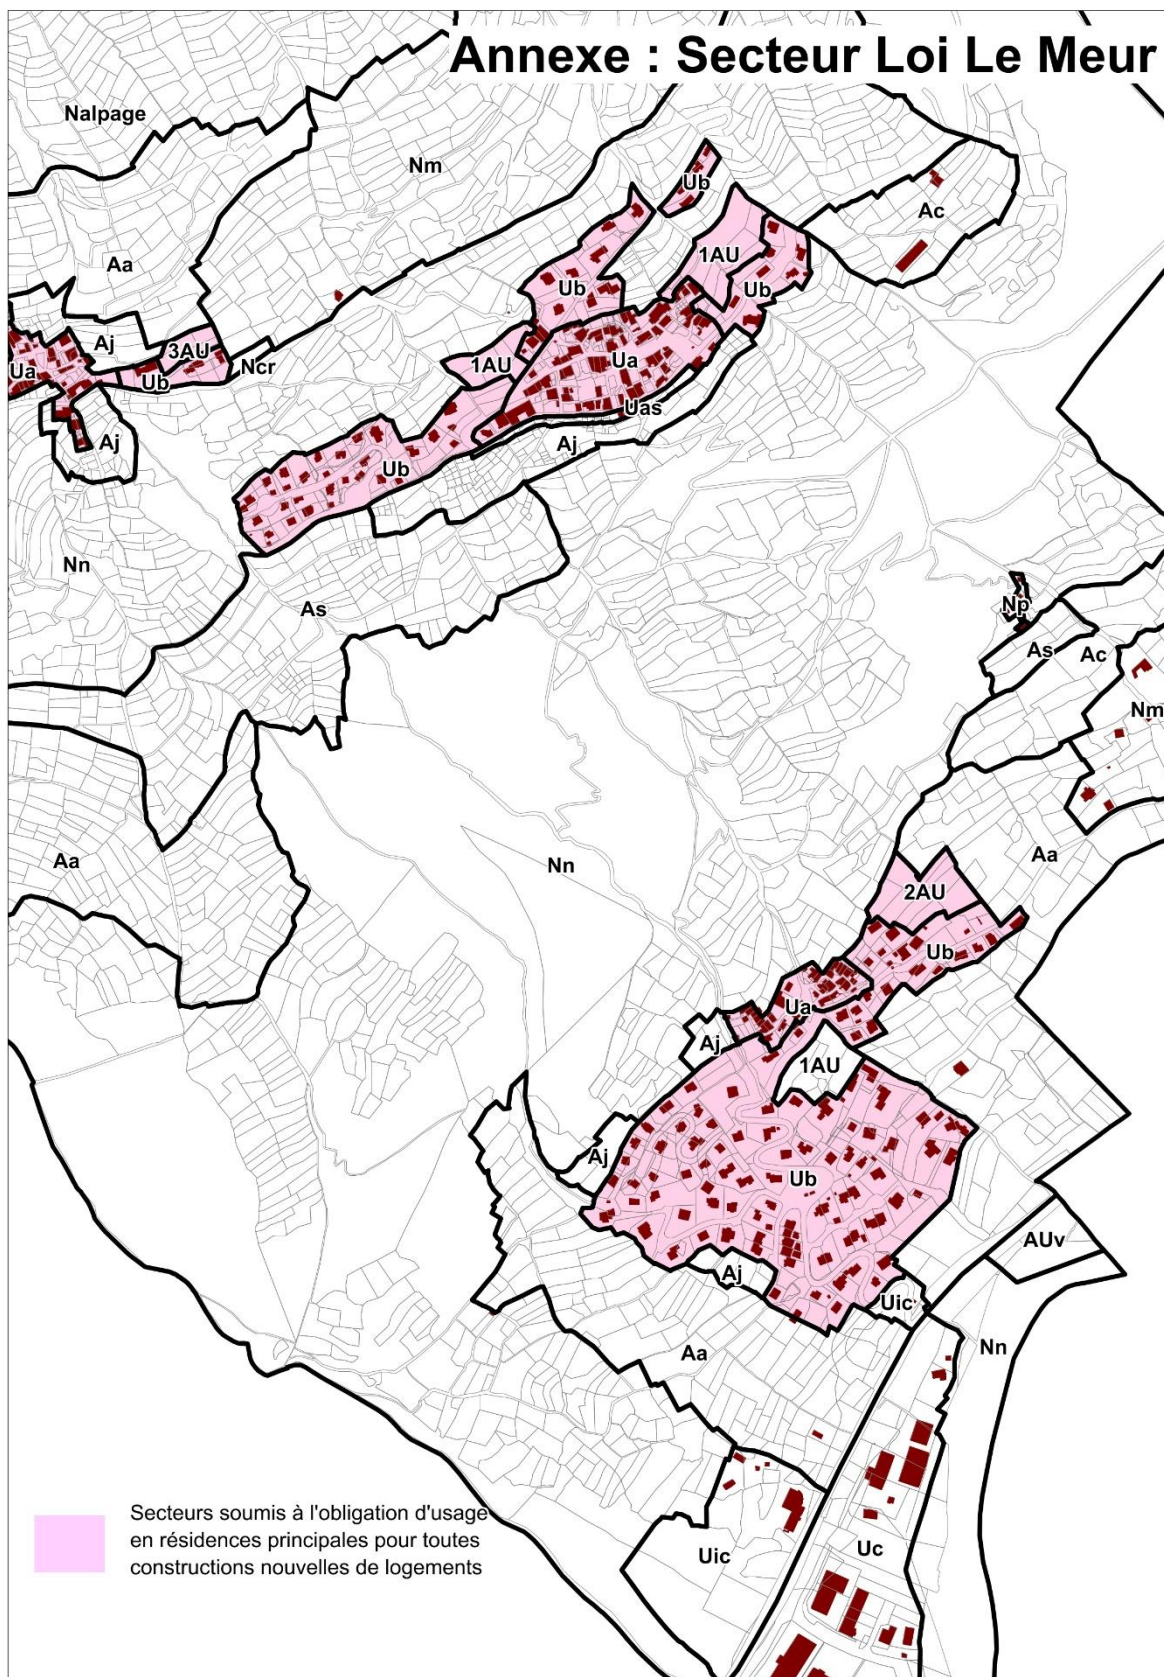 Annexe : Secteur Loi Le Meur
Nalpage
Nm
Ub
Ac
Aa
1AU
Ub
Ub
Aj
3AU
1AU
Ua
Ua
Ub
Ncr
Uas
Aj
Aj
Ub
Nn
As
Np
As
Ac
Nm
Aa
Nn
Aa
2AU
Ub
Ua
Aj
1AU
Aj
Ub
AUv
Aj
Uic
Nn
Aa
Secteurs soumis à l'obligation d'usage
en résidences principales pour toutes
constructions nouvelles de logements
Uic
Uc